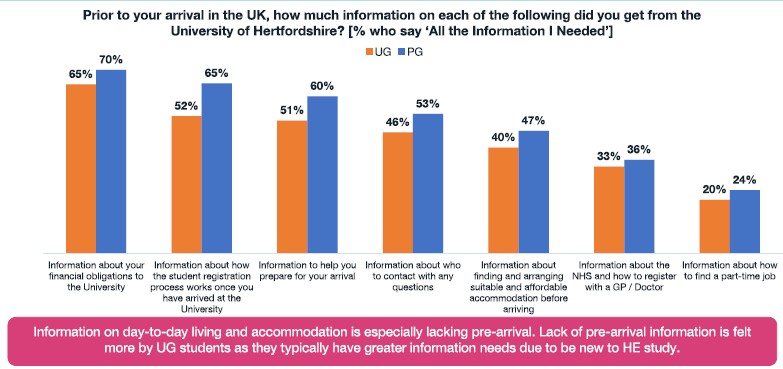 Prior to your arrival in the UK, how much information on each of the following did you get from the
University of Hertfordshire? [% who say ‘All the Information I Needed’]
UG PG
65% 70%
52% 65%
51% 60%
46% 53%
40% 47%
33% 36%
20% 24%
Information about your
financial obligations to
the University
Information about how
the student registration
process works once you
have arrived at the
University
Information to help you
prepare for your arrival
Information about who
to contact with any
questions
Information about
finding and arranging
suitable and affordable
accommodation before
arriving
Information about the
NHS and how to register
with a GP / Doctor
Information about how
to find a part-time job
Information on day-to-day living and accommodation is especially lacking pre-arrival. Lack of pre-arrival information is felt
more by UG students as they typically have greater information needs due to be new to HE study.